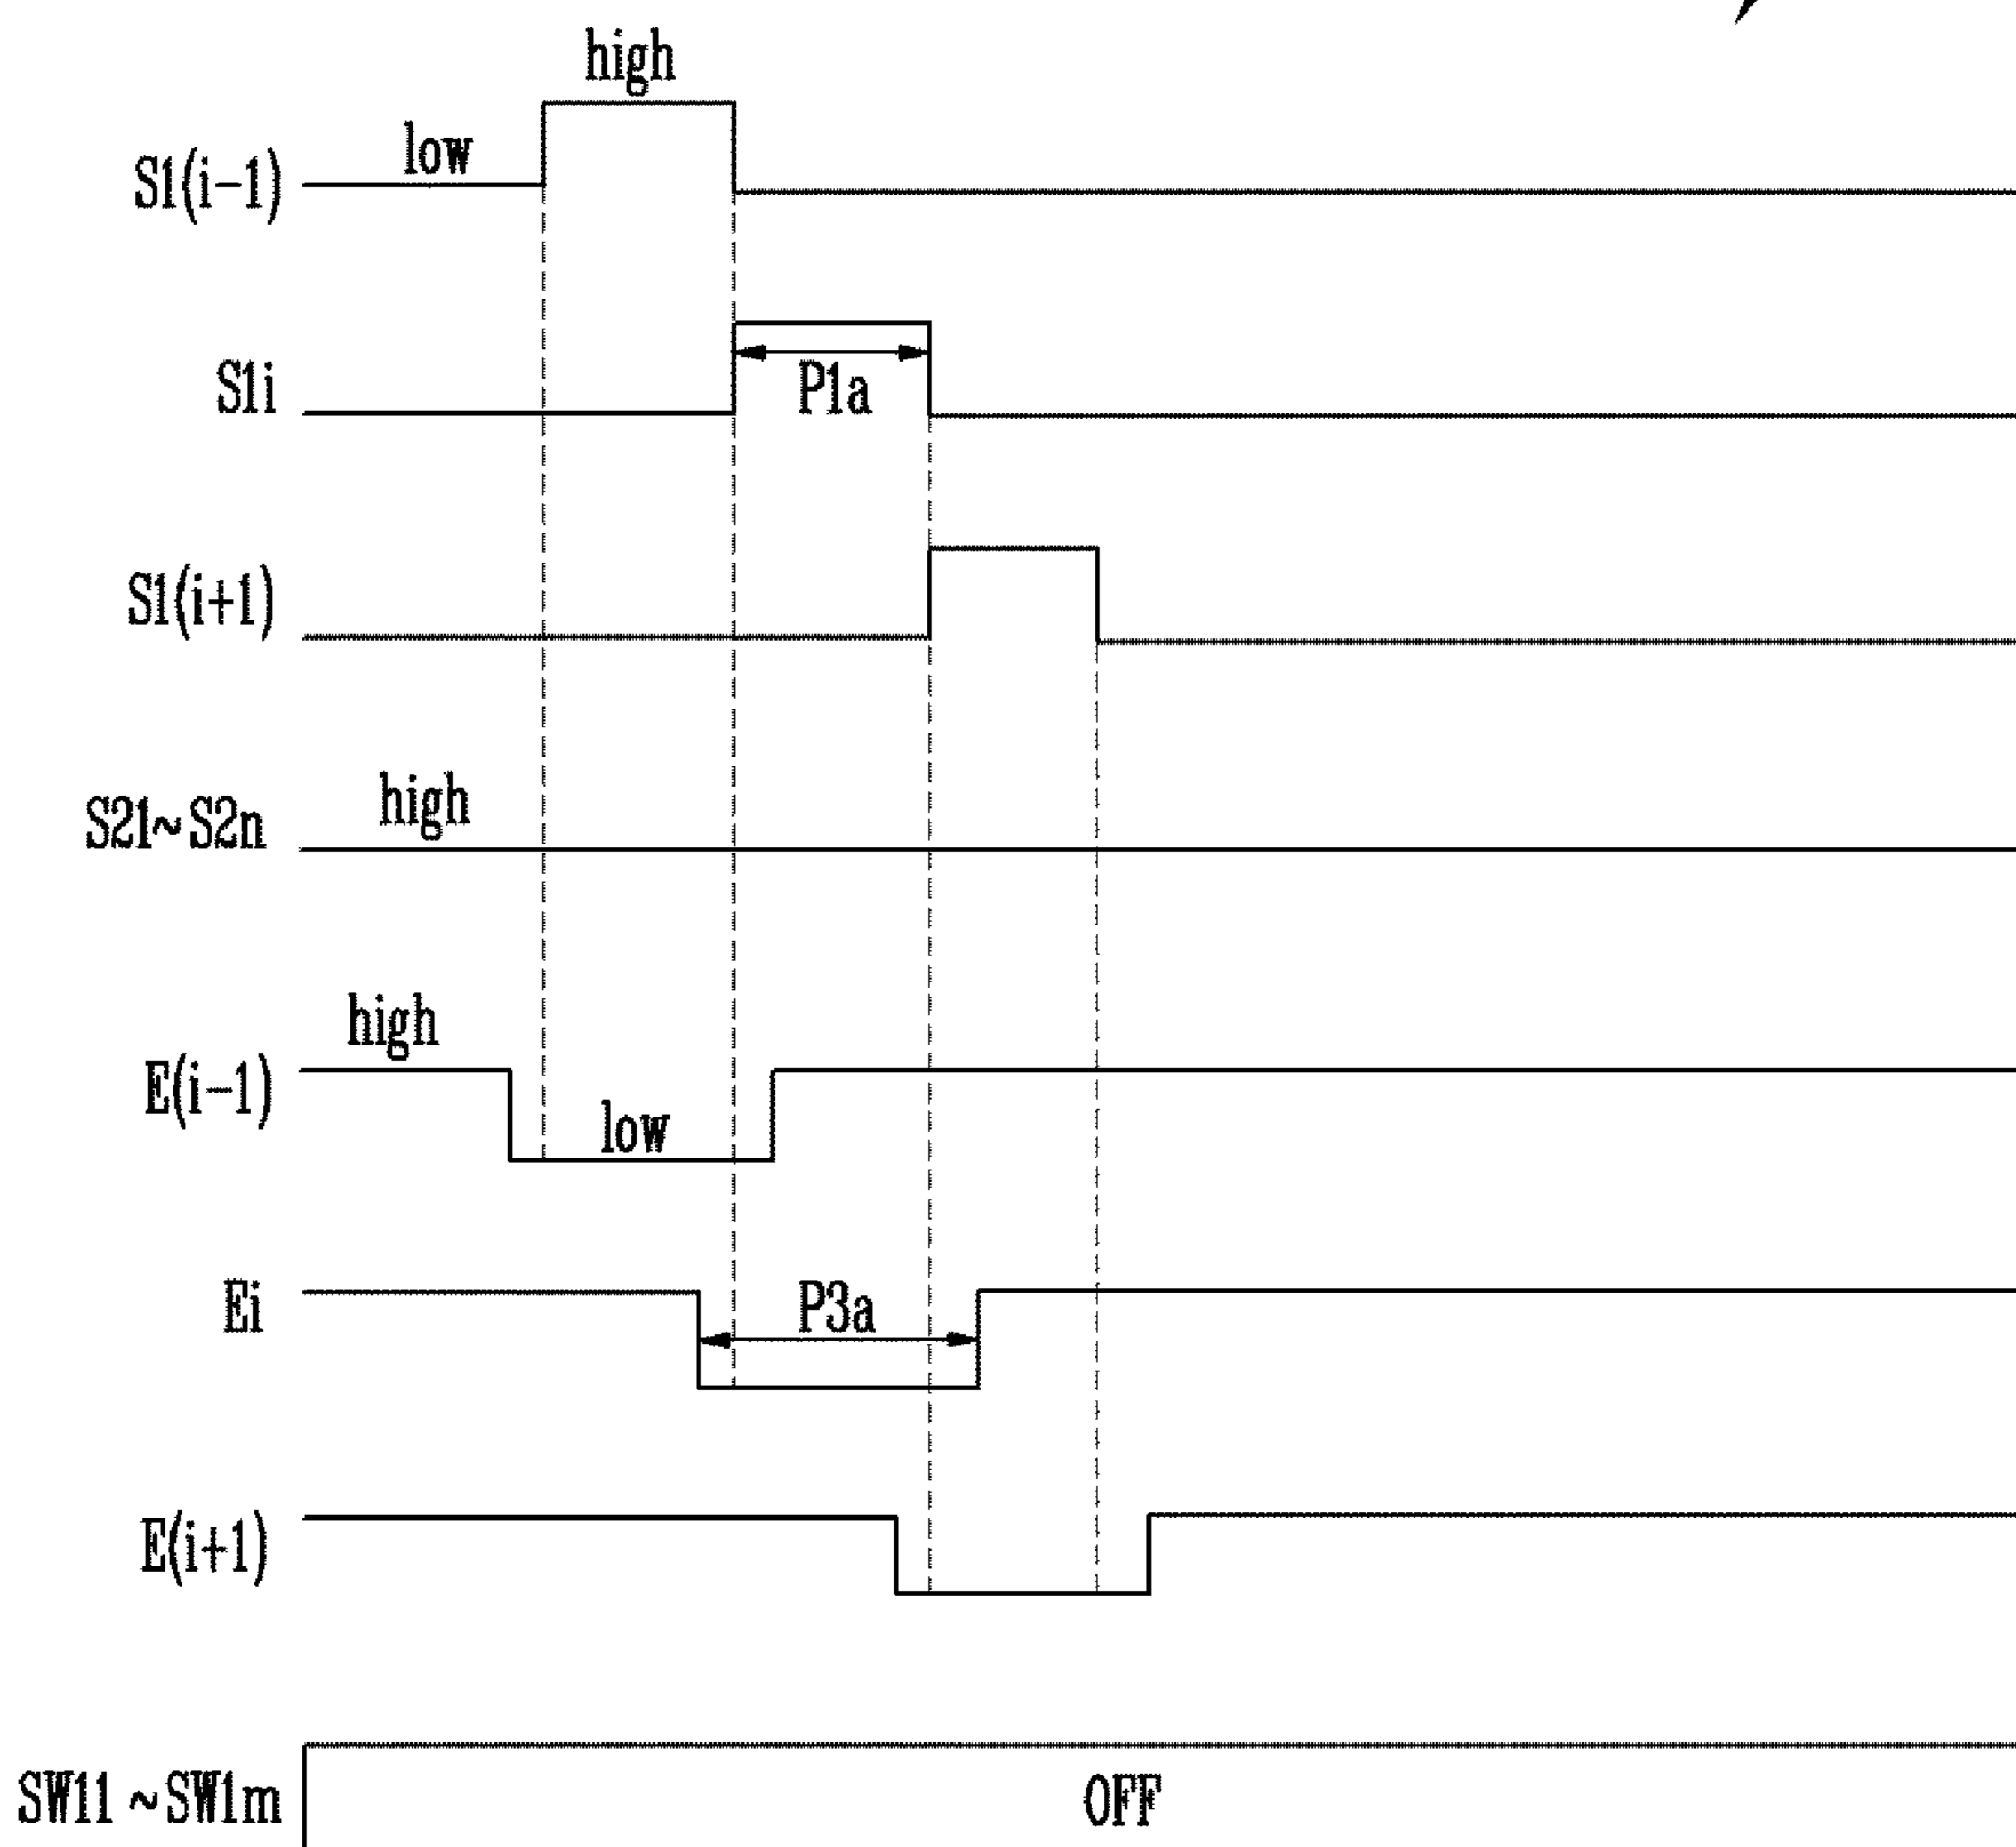 high
low
S1(i-1)
P1a
S1i
S1(i+1)
high
S21~S2n
high
E(i-1)
low
Ei
P3a
E(i+1)
SW11 ~SW1m
OFF